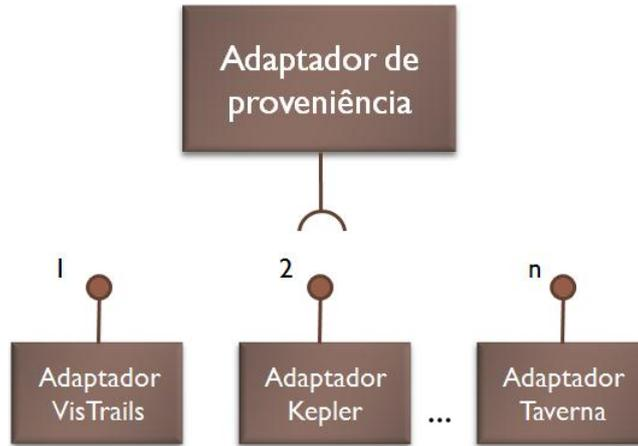 Adaptador de
proveniência
1
2
n
Adaptador
VisTrails
Adaptador
Kepler
...
Adaptador
Taverna